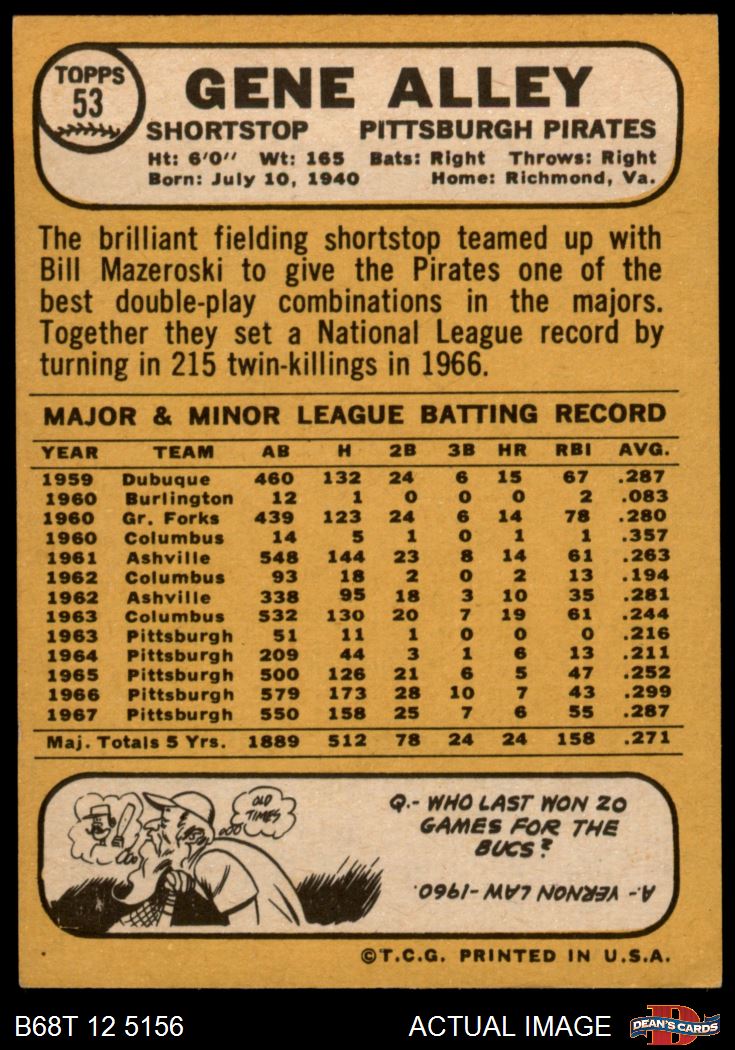 TOPPS
53
GENE ALLEY
SHORTSTOP PITTSBURGH PIRATES
Ht: 6'0" Wt: 165 Bats: Right Throws: Right
Born: July 10, 1940 Home: Richmond, Va.
The brilliant fielding shortstop teamed up with
Bill Mazeroski to give the Pirates one of the
best double-play combinations in the majors.
Together they set a National League record by
turning in 215 twin-killings in 1966.
MAJOR & MINOR LEAGUE BATTING RECORD
YEAR TEAM AB H 2B 3B HR RBI AVG.
1959 Dubuque 460 132 24 6 15 67 .287
1960 Burlington 12 1 0 0 0 2 .083
1960 Gr. Forks 439 123 24 6 14 78 .280
1960 Columbus 14 5 1 0 1 1 .357
1961 Ashville 548 144 23 8 14 61 .263
1962 Columbus 93 18 2 0 2 13 .194
1962 Ashville 338 95 18 3 10 35 .281
1963 Columbus 532 130 20 7 19 61 .244
1963 Pittsburgh 51 11 1 0 0 0 .216
1964 Pittsburgh 209 44 3 1 6 13 .211
1965 Pittsburgh 500 126 21 6 5 47 .252
1966 Pittsburgh 579 173 28 10 7 43 .299
1967 Pittsburgh 550 158 25 7 6 55 .287
Maj. Totals 5 Yrs. 1889 512 78 24 24 158 .271
OLD
TIMES
Q.- WHO LAST WON 20
GAMES FOR THE
BUCS?
A.- VERNON LAW-1960.
©T.C.G. PRINTED IN U.S.A.
B68T 12 5156 ACTUAL IMAGE
D
DEAN'S CARDS